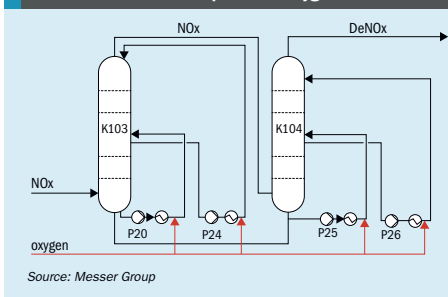 NOx
DeNOx
K103
K104
NOx
P20
P24
P25
P26
oxygen
Source: Messer Group